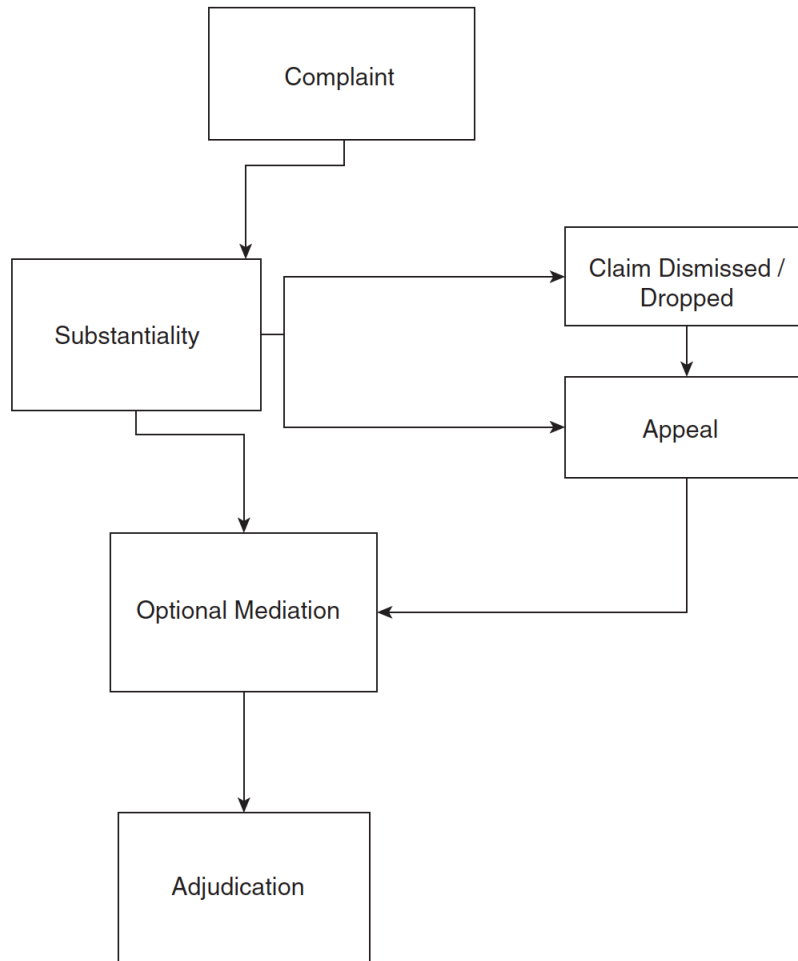 Complaint
Claim Dismissed /
Dropped
Substantiality
Appeal
Optional Mediation
Adjudication